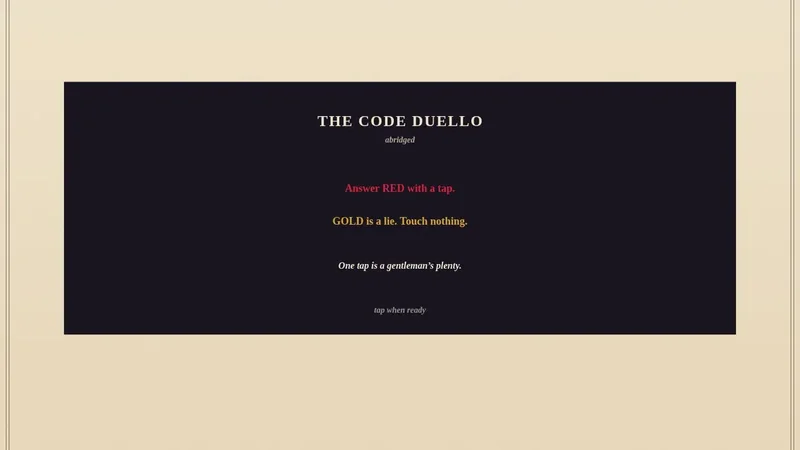 THE CODE DUELLO
abridged
Answer RED with a tap.
GOLD is a lie. Touch nothing.
One tap is a gentleman’s plenty.
tap when ready